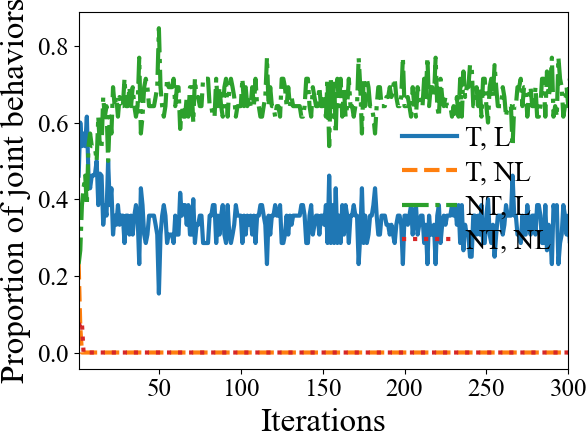 Proportion of joint behaviors
0.8
0.6
0.4
0.2
0.0
T, L
T, NL
NT, L
NT, NL
50
100
150
200
250
300
Iterations